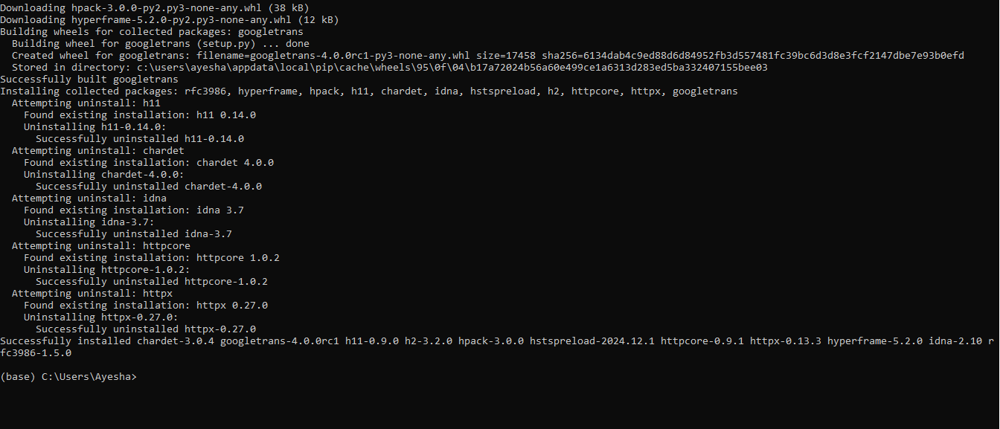 Downloading hpack-3.0.0-py2.py3-none-any.whl (38 kB)
Downloading hyperframe-5.2.0-py2.py3-none-any.whl (12 kB)
Building wheels for collected packages: googletrans
  Building wheel for googletrans (setup.py) ... done
  Created wheel for googletrans: filename=googletrans-4.0.0rc1-py3-none-any.whl size=17458 sha256=6134dab4c9ed88d6d84952fb3d557481fc39bc6d3d8e3fcf2147dbe7e93b0efd
  Stored in directory: c:\users\ayesha\appdata\local\pip\cache\wheels\95\0f\04\b17a72024b56a60e499ce1a6313d283ed5ba332407155bee03
Successfully built googletrans
Installing collected packages: rfc3986, hyperframe, hpack, h11, chardet, idna, hstspreload, h2, httpcore, httpx, googletrans
  Attempting uninstall: h11
    Found existing installation: h11 0.14.0
    Uninstalling h11-0.14.0:
      Successfully uninstalled h11-0.14.0
  Attempting uninstall: chardet
    Found existing installation: chardet 4.0.0
    Uninstalling chardet-4.0.0:
      Successfully uninstalled chardet-4.0.0
  Attempting uninstall: idna
    Found existing installation: idna 3.7
    Uninstalling idna-3.7:
      Successfully uninstalled idna-3.7
  Attempting uninstall: httpcore
    Found existing installation: httpcore 1.0.2
    Uninstalling httpcore-1.0.2:
      Successfully uninstalled httpcore-1.0.2
  Attempting uninstall: httpx
    Found existing installation: httpx 0.27.0
    Uninstalling httpx-0.27.0:
      Successfully uninstalled httpx-0.27.0
Successfully installed chardet-3.0.4 googletrans-4.0.0rc1 h11-0.9.0 h2-3.2.0 hpack-3.0.0 hstspreload-2024.12.1 httpcore-0.9.1 httpx-0.13.3 hyperframe-5.2.0 idna-2.10 r
fc3986-1.5.0
(base) C:\Users\Ayesha>